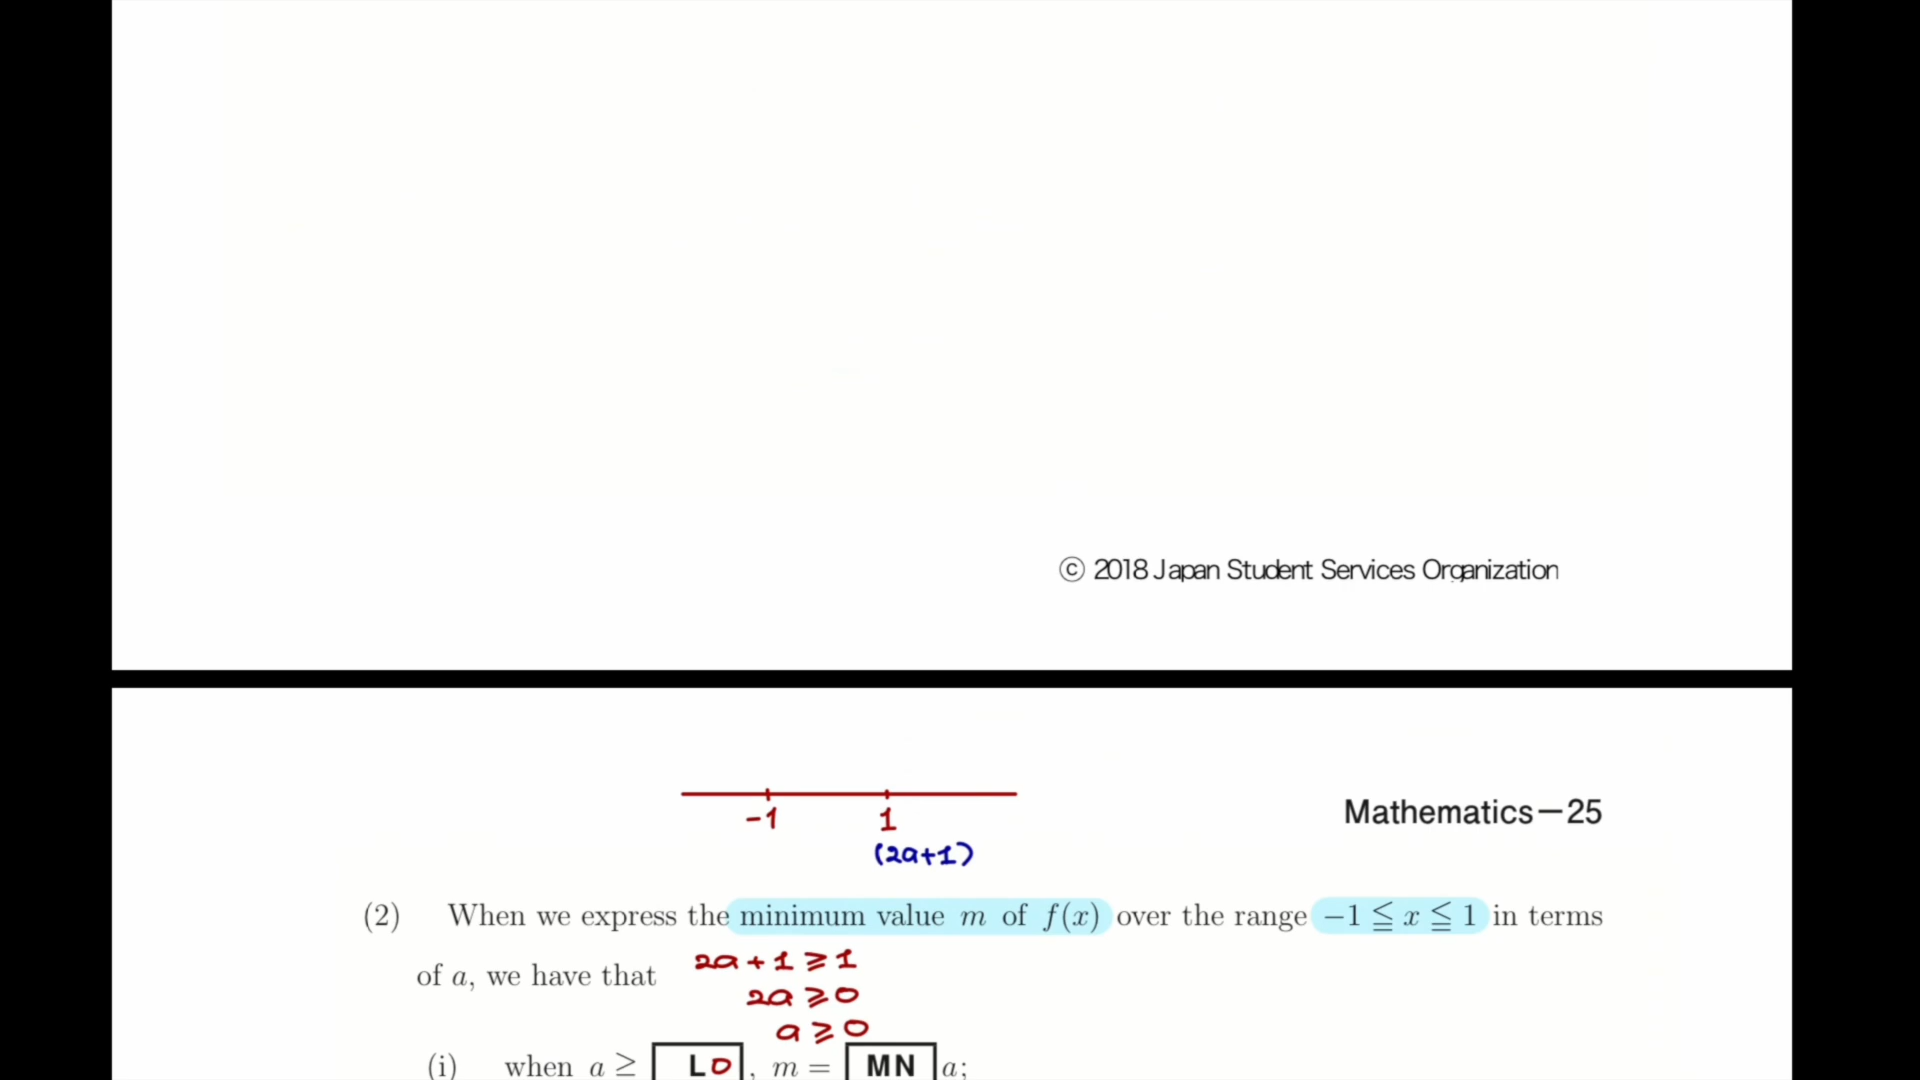 © 2018 Japan Student Services Organization
-1 1
(2a+1)
Mathematics—25
(2) When we express the minimum value m of f(x) over the range −1 ≦ x ≦ 1 in terms
2a+1⩾1
of a, we have that
2a⩾0
a⩾0
(i) when a ≥ L0, m = MN a;